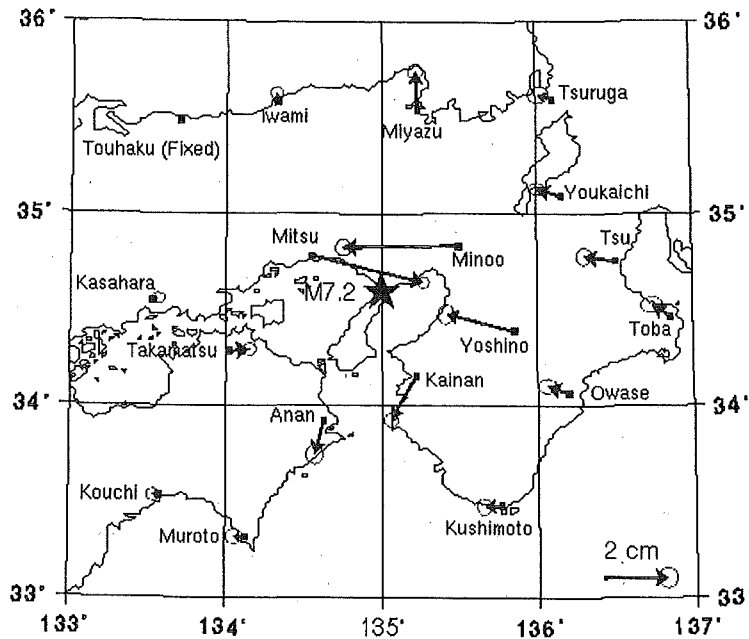 36°
36°
Tsuruga
Iwami
Miyazu
Touhaku (Fixed)
Youkaichi
35°
35°
Mitsu
Tsu
Minoo
Kasahara
M7.2
Toba
Takamatsu
Yoshino
Kainan
Owase
34°
34°
Anan
Kouchi
Kushimoto
Muroto
2 cm
33°
33
133°
134°
135°
136°
137°